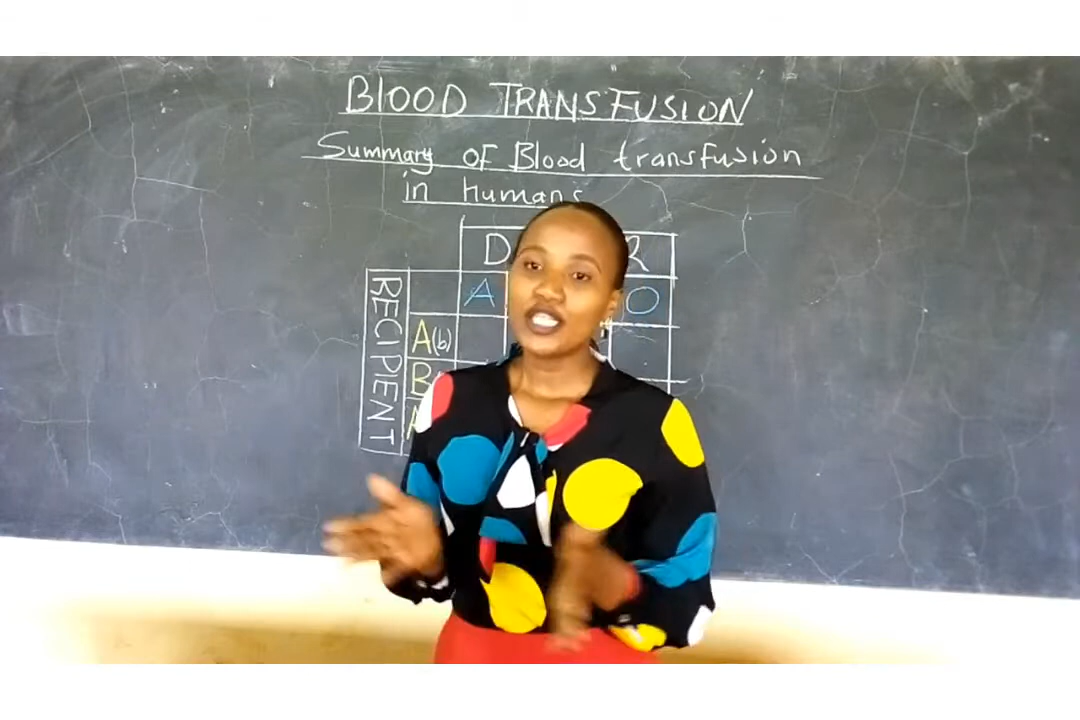 BLOOD TRANSFUSION
Summary of Blood transfusion
in humans
D R
A O
RECIPIENT
A(b)
B
A